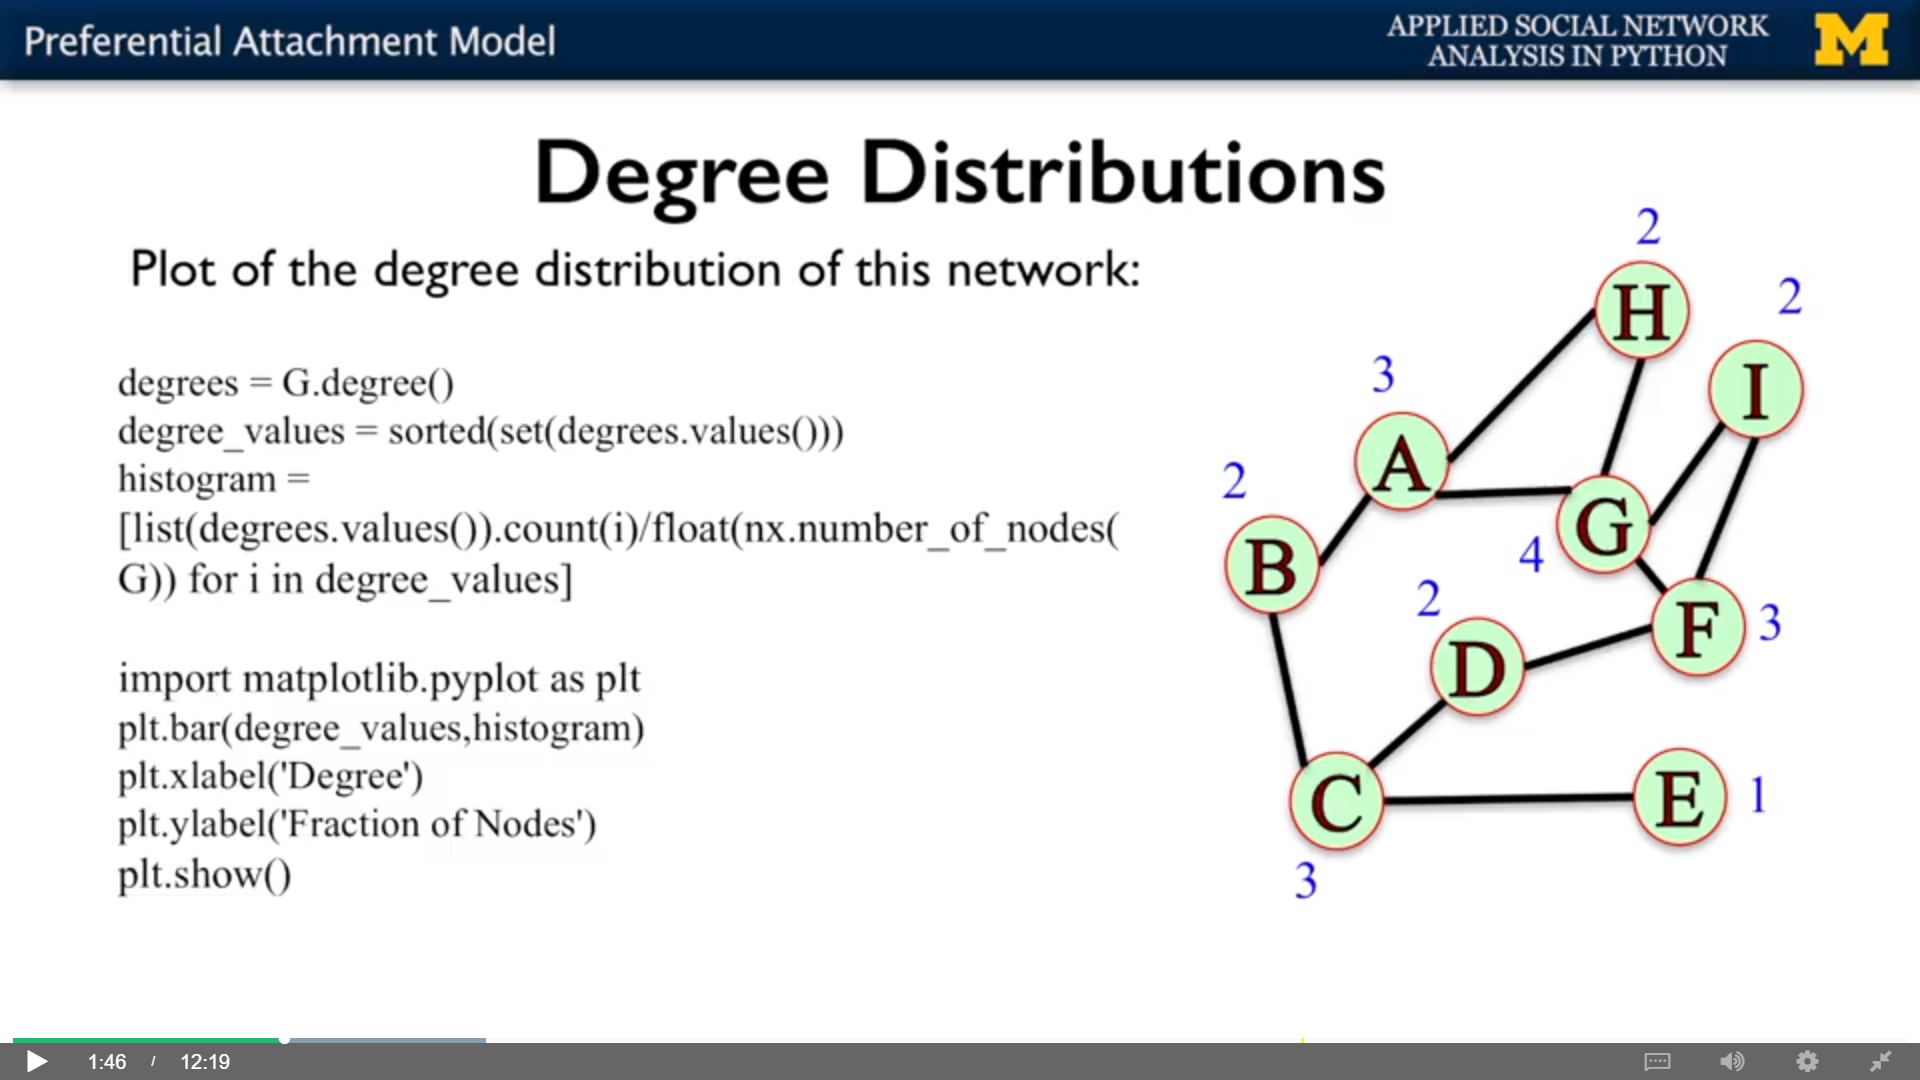 Preferential Attachment Model
APPLIED SOCIAL NETWORK
ANALYSIS IN PYTHON
M
Degree Distributions
Plot of the degree distribution of this network:
degrees = G.degree()
degree_values = sorted(set(degrees.values()))
histogram =
[list(degrees.values()).count(i)/float(nx.number_of_nodes(
G)) for i in degree_values]
import matplotlib.pyplot as plt
plt.bar(degree_values,histogram)
plt.xlabel('Degree')
plt.ylabel('Fraction of Nodes')
plt.show()
2
H
2
I
3
A
2
B
G
4
2
D
F
3
C
3
E
1
1:46 / 12:19